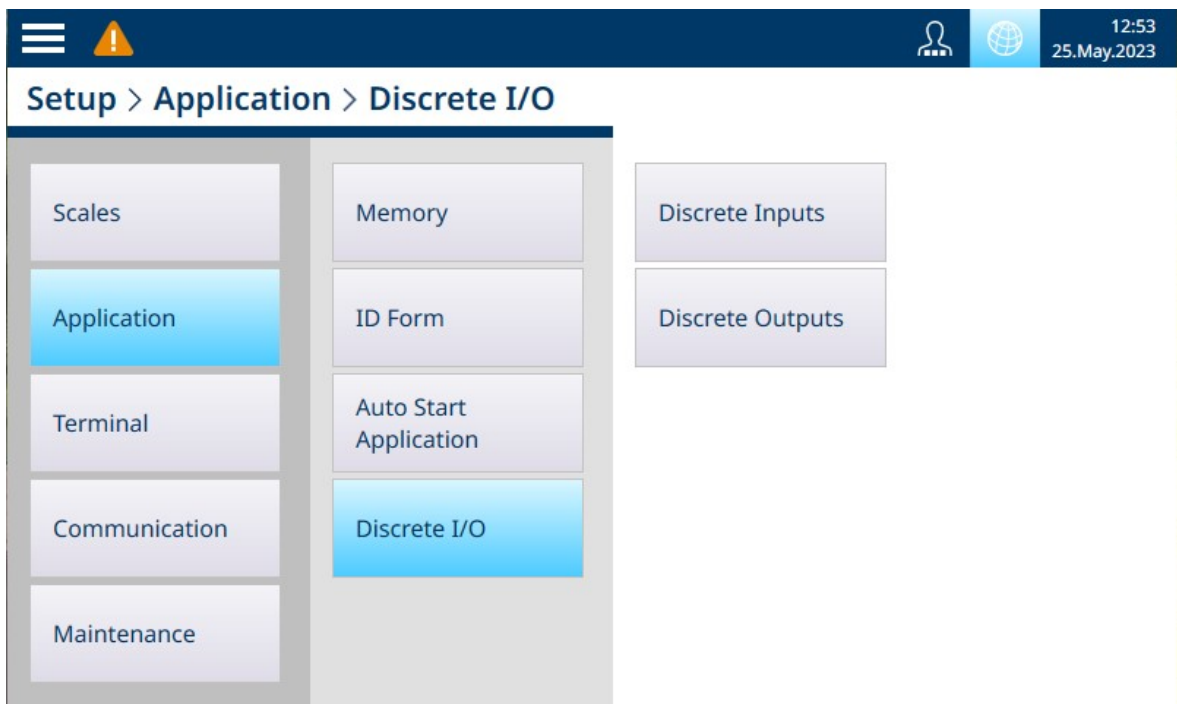 12:53
25.May.2023
Setup > Application > Discrete I/O
Scales
Application
Terminal
Communication
Maintenance
Memory
ID Form
Auto Start
Application
Discrete I/O
Discrete Inputs
Discrete Outputs